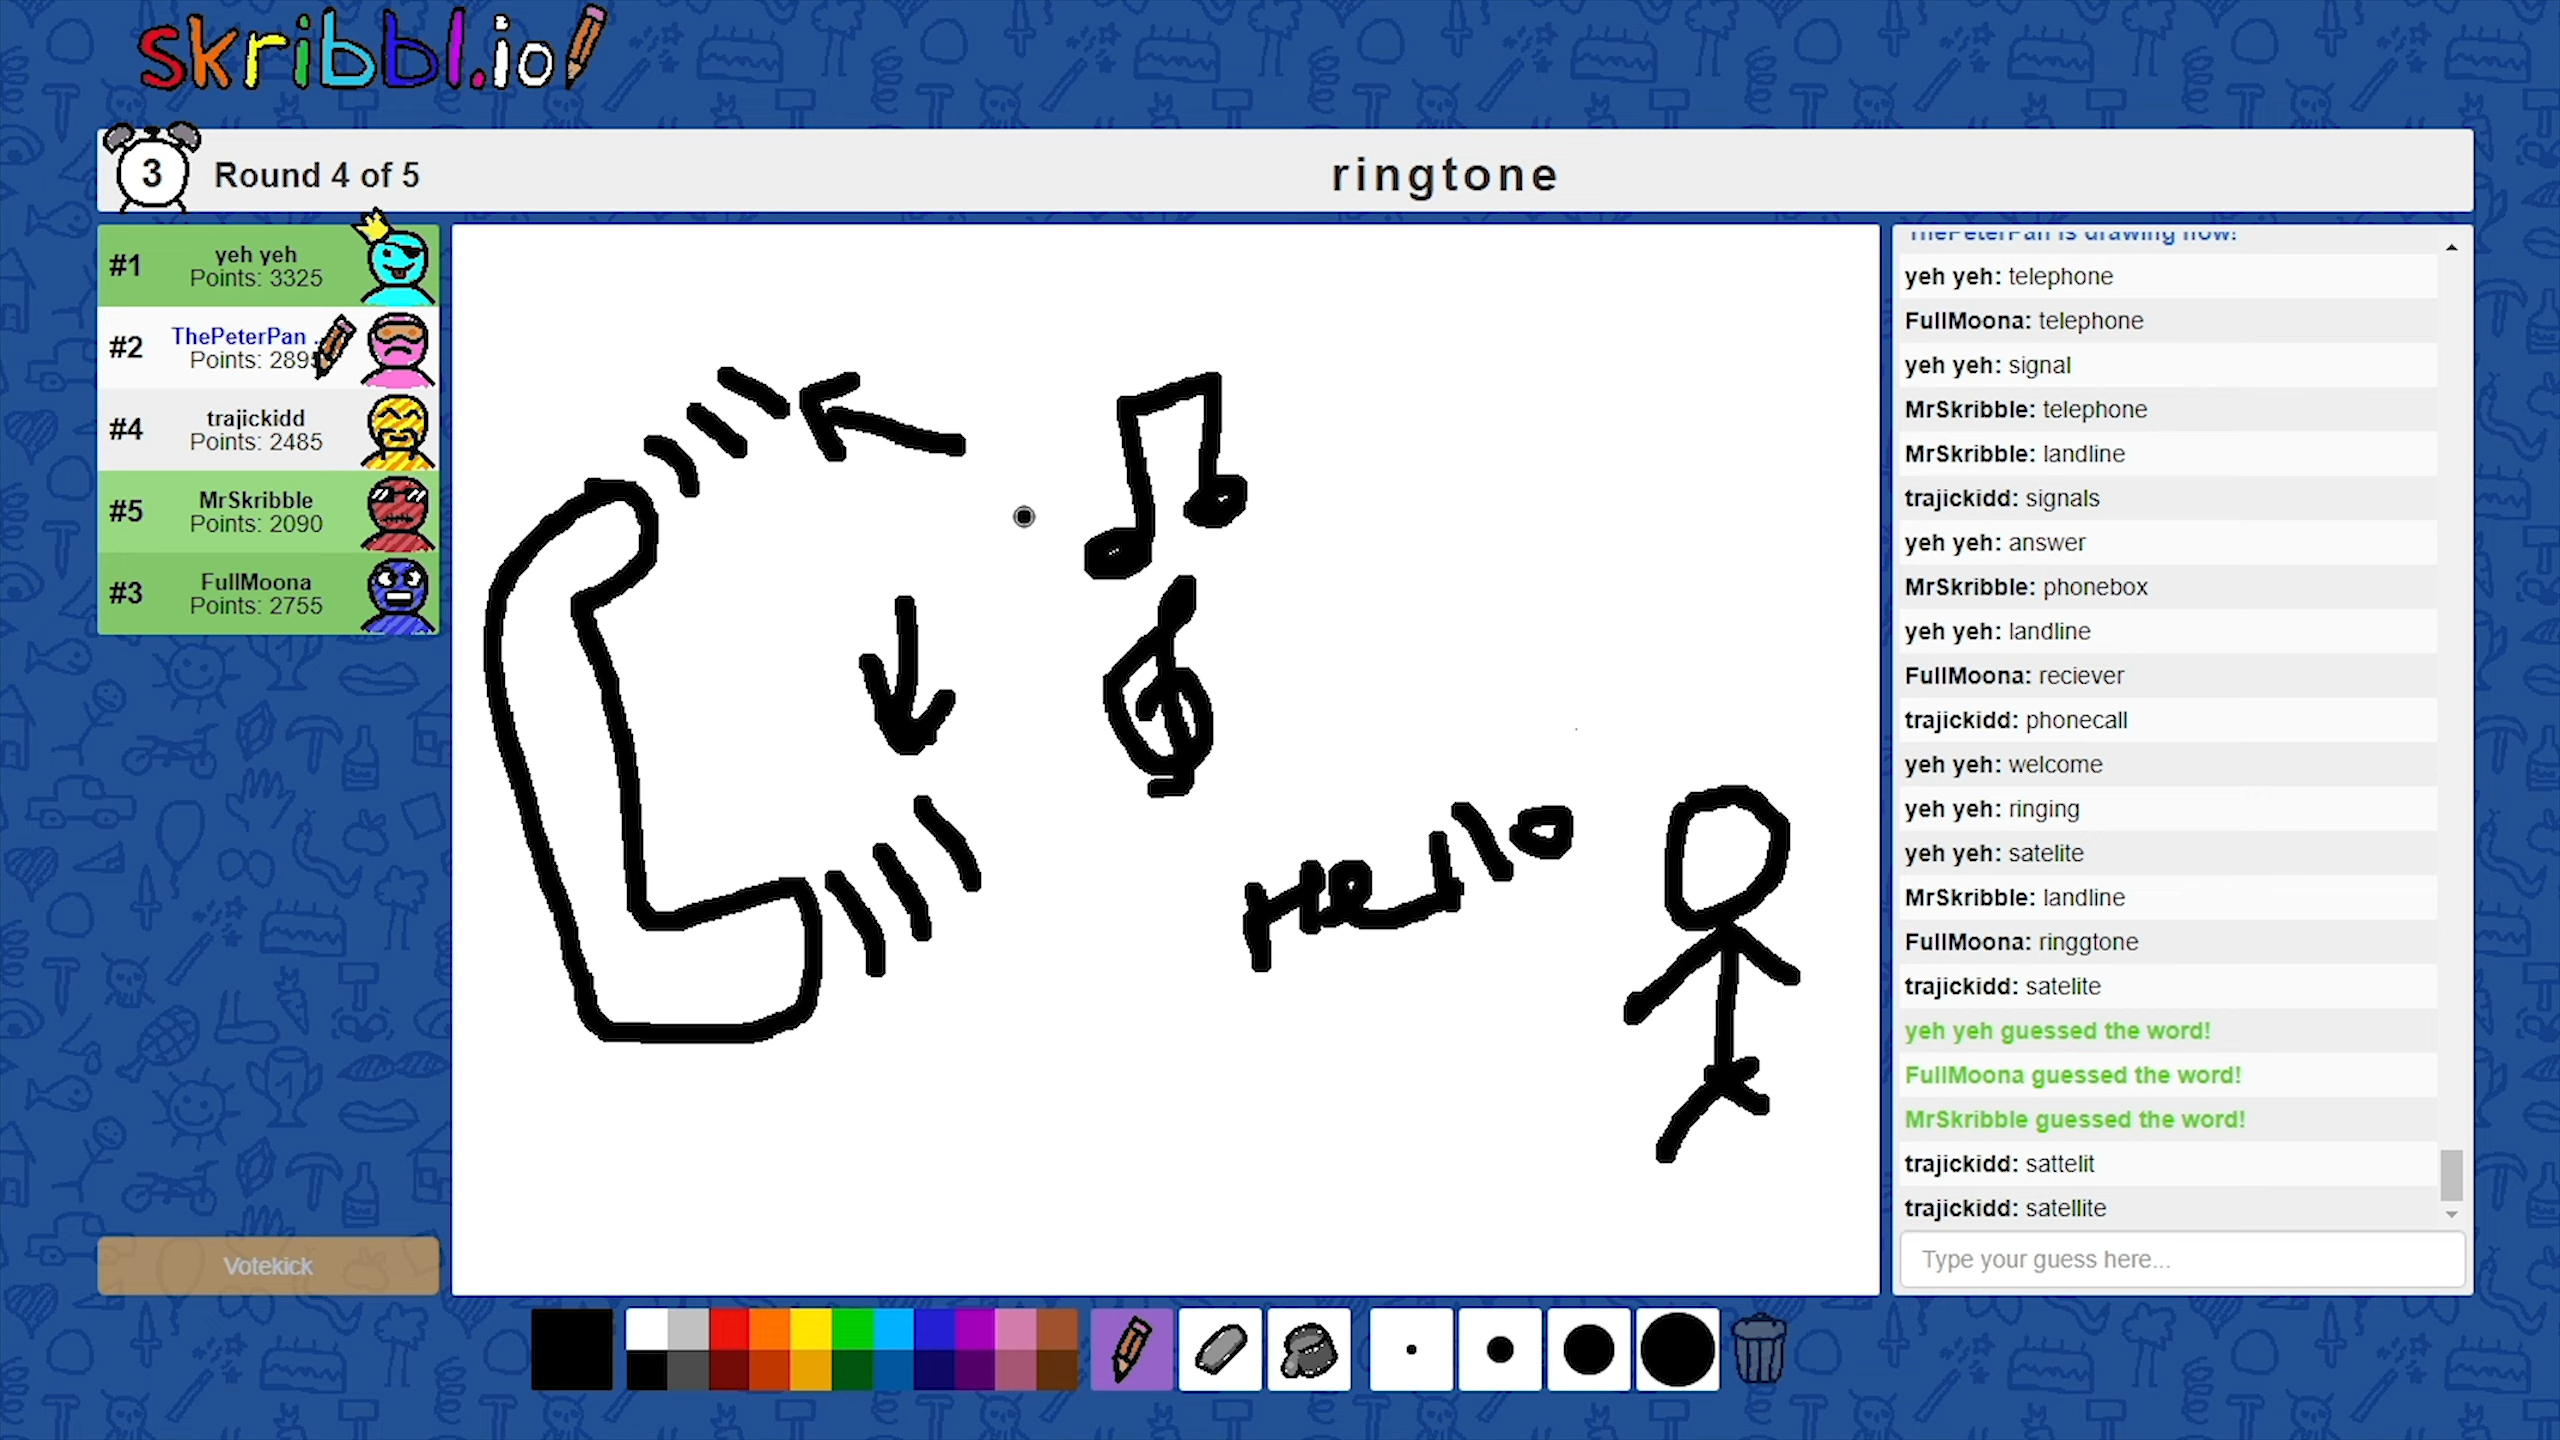 skribbl.io
3 Round 4 of 5 ringtone
#1 yeh yeh
Points: 3325
#2 ThePeterPan
Points: 289
#4 trajickidd
Points: 2485
#5 MrSkribble
Points: 2090
#3 FullMoona
Points: 2755
Votekick
Hello
ThePeterPan is drawing now!
yeh yeh: telephone
FullMoona: telephone
yeh yeh: signal
MrSkribble: telephone
MrSkribble: landline
trajickidd: signals
yeh yeh: answer
MrSkribble: phonebox
yeh yeh: landline
FullMoona: reciever
trajickidd: phonecall
yeh yeh: welcome
yeh yeh: ringing
yeh yeh: satelite
MrSkribble: landline
FullMoona: ringgtone
trajickidd: satelite
yeh yeh guessed the word!
FullMoona guessed the word!
MrSkribble guessed the word!
trajickidd: sattelit
trajickidd: satellite
Type your guess here...